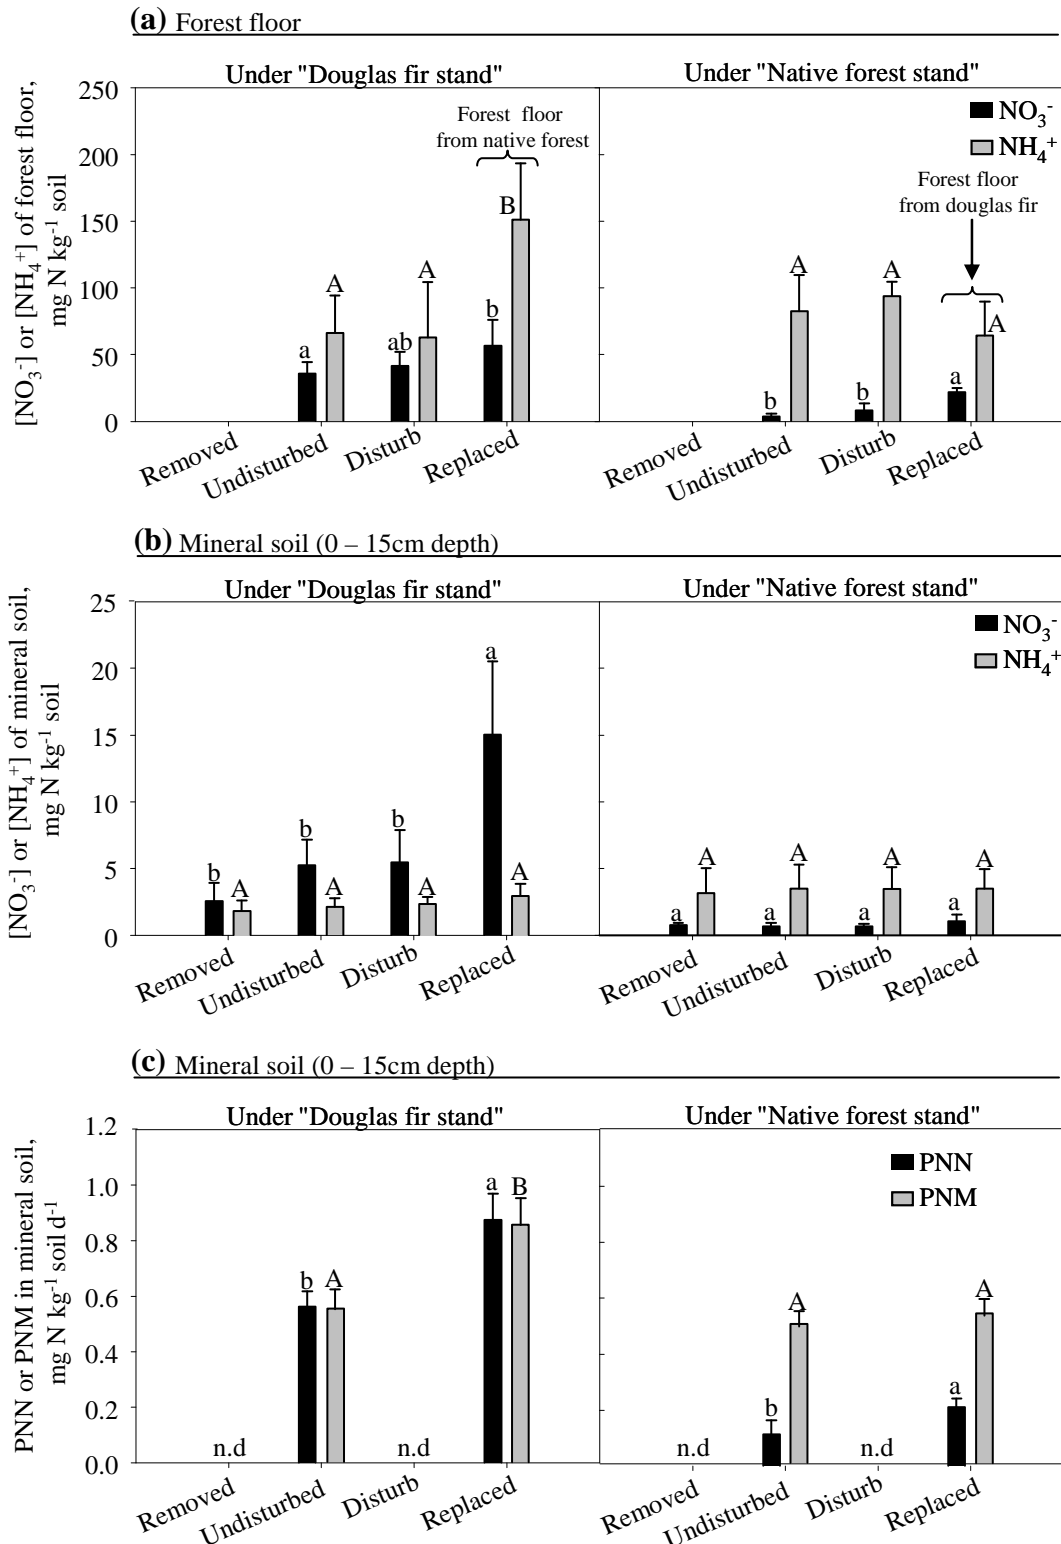 (a) Forest floor
Under "Douglas fir stand"
Under "Native forest stand"
[NO₃⁻] or [NH₄⁺] of forest floor,
mg N kg⁻¹ soil
250
200
150
100
50
0
Forest floor
from native forest
NO₃⁻
NH₄⁺
Forest floor
from douglas fir
a
A
ab
A
b
B
b
A
b
A
a
A
Removed
Undisturbed
Disturb
Replaced
Removed
Undisturbed
Disturb
Replaced
(b) Mineral soil (0 – 15cm depth)
Under "Douglas fir stand"
Under "Native forest stand"
[NO₃⁻] or [NH₄⁺] of mineral soil,
mg N kg⁻¹ soil
25
20
15
10
5
0
NO₃⁻
NH₄⁺
b
A
b
A
b
A
a
A
a
A
a
A
a
A
a
A
Removed
Undisturbed
Disturb
Replaced
Removed
Undisturbed
Disturb
Replaced
(c) Mineral soil (0 – 15cm depth)
Under "Douglas fir stand"
Under "Native forest stand"
PNN or PNM in mineral soil,
mg N kg⁻¹ soil d⁻¹
1.2
1.0
0.8
0.6
0.4
0.2
0.0
PNN
PNM
n.d
b
A
n.d
a
B
n.d
b
A
n.d
a
A
Removed
Undisturbed
Disturb
Replaced
Removed
Undisturbed
Disturb
Replaced